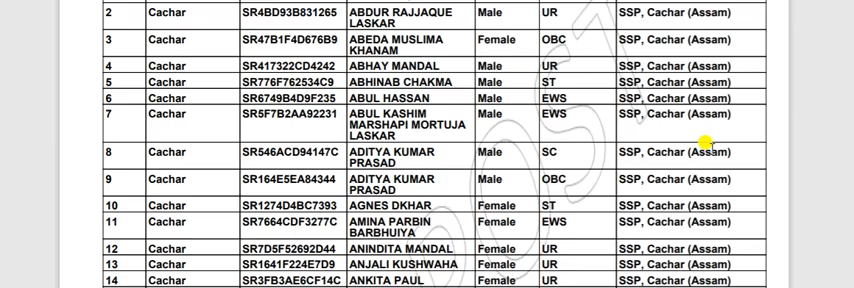 2 Cachar SR4BD93B831265 ABDUR RAJJAQUE LASKAR Male UR SSP, Cachar (Assam)
3 Cachar SR47B1F4D676B9 ABEDA MUSLIMA KHANAM Female OBC SSP, Cachar (Assam)
4 Cachar SR417322CD4242 ABHAY MANDAL Male UR SSP, Cachar (Assam)
5 Cachar SR776F762534C9 ABHINAB CHAKMA Male ST SSP, Cachar (Assam)
6 Cachar SR6749B4D9F235 ABUL HASSAN Male EWS SSP, Cachar (Assam)
7 Cachar SR5F7B2AA92231 ABUL KASHIM MARSHAPI MORTUJA LASKAR Male EWS SSP, Cachar (Assam)
8 Cachar SR546ACD94147C ADITYA KUMAR PRASAD Male SC SSP, Cachar (Assam)
9 Cachar SR164E5EA84344 ADITYA KUMAR PRASAD Male OBC SSP, Cachar (Assam)
10 Cachar SR1274D4BC7393 AGNES DKHAR Female ST SSP, Cachar (Assam)
11 Cachar SR7664CDF3277C AMINA PARBIN BARBHUIYA Female EWS SSP, Cachar (Assam)
12 Cachar SR7D5F52692D44 ANINDITA MANDAL Female UR SSP, Cachar (Assam)
13 Cachar SR1641F224E7D9 ANJALI KUSHWAHA Female UR SSP, Cachar (Assam)
14 Cachar SR3FB3AE6CF14C ANKITA PAUL Female UR SSP, Cachar (Assam)